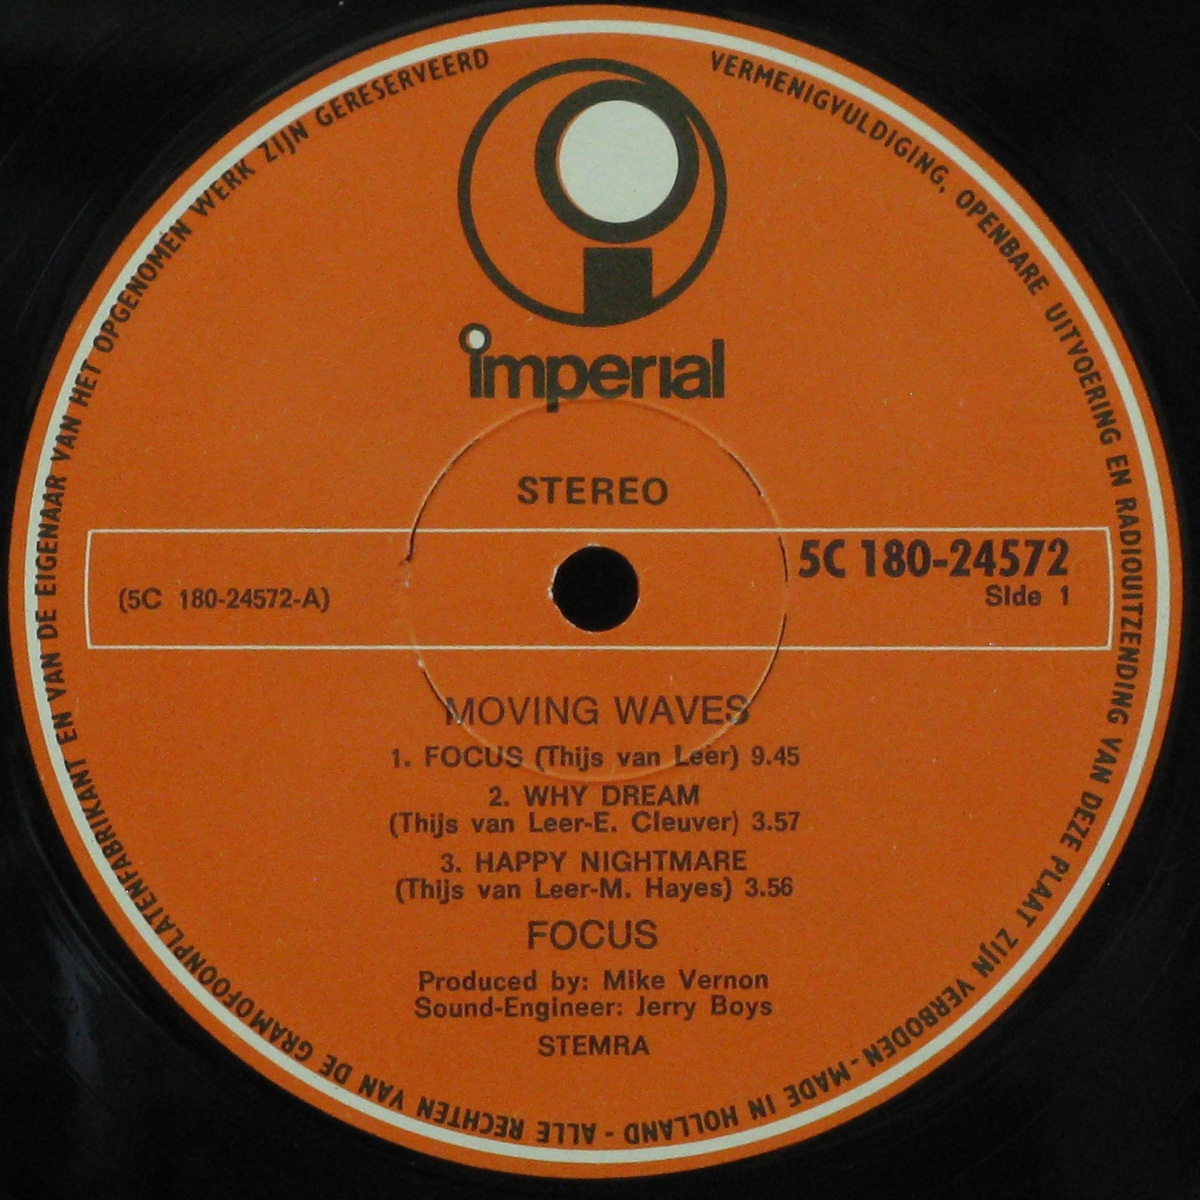 VERMENIGVULDIGING, OPENBARE UITVOERING EN RADIOUITZENDING VAN DEZE PLAAT ZIJN VERBODEN - MADE IN HOLLAND - ALLE RECHTEN VAN DE GRAMOFOONPLATENFABRIKANT EN VAN DE EIGENAAR VAN HET OPGENOMEN WERK ZIJN GERESERVEERD
imperial
STEREO
5C 180-24572
(5C 180-24572-A)
Side 1
MOVING WAVES
1. FOCUS (Thijs van Leer) 9.45
2. WHY DREAM
(Thijs van Leer-E. Cleuver) 3.57
3. HAPPY NIGHTMARE
(Thijs van Leer-M. Hayes) 3.56
FOCUS
Produced by: Mike Vernon
Sound-Engineer: Jerry Boys
STEMRA